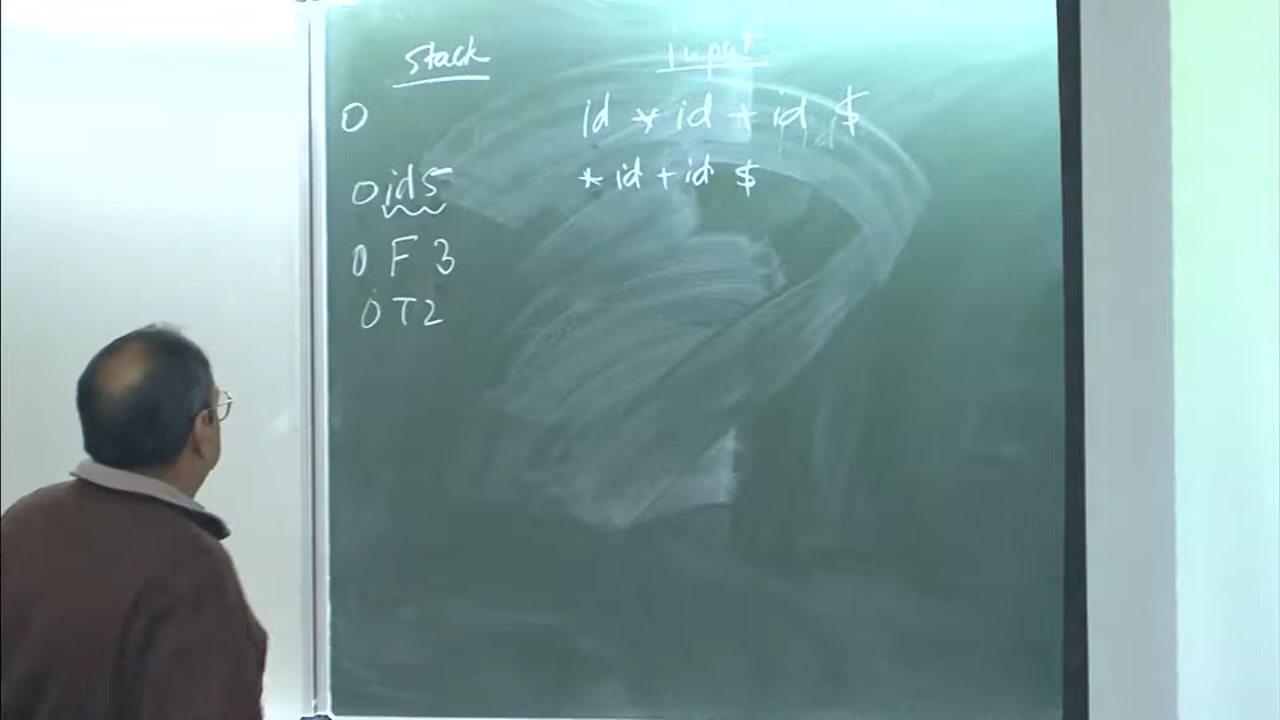 Stack input
0 id * id + id $
0 id 5 * id + id $
0 F 3
0 T 2